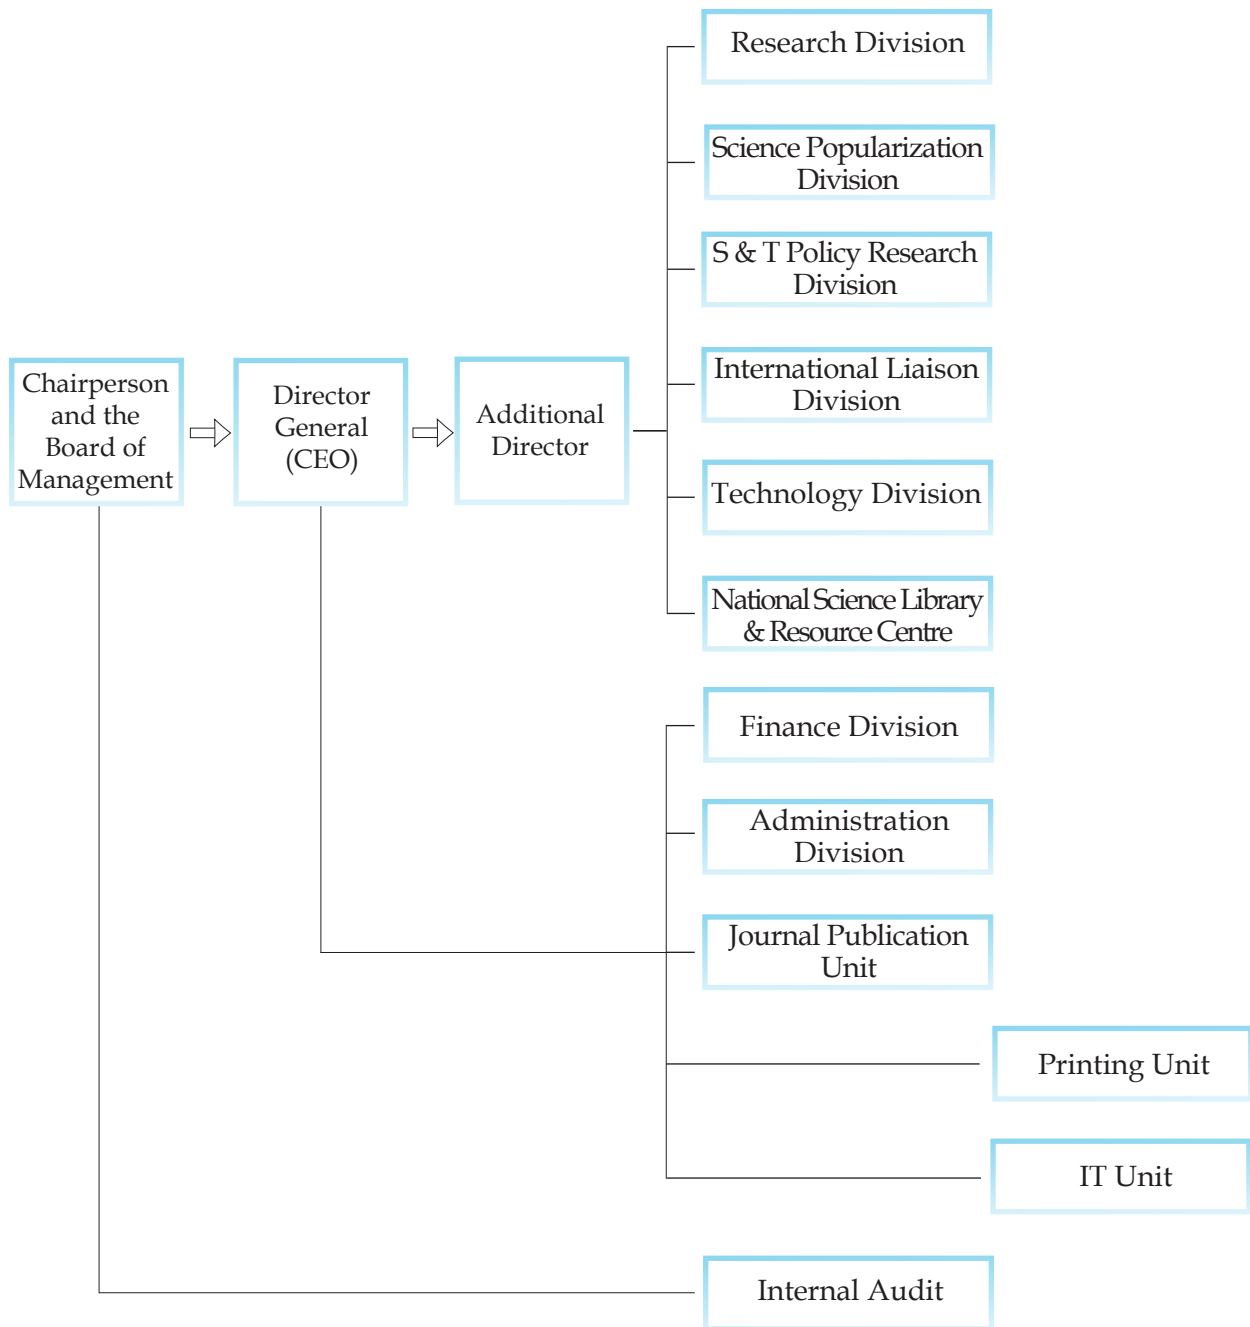 Research Division
Science Popularization
Division
S & T Policy Research
Division
International Liaison
Division
Chairperson
and the
Board of
Management
Director
General
(CEO)
Additional
Director
Technology Division
National Science Library
& Resource Centre
Finance Division
Administration
Division
Journal Publication
Unit
Printing Unit
IT Unit
Internal Audit